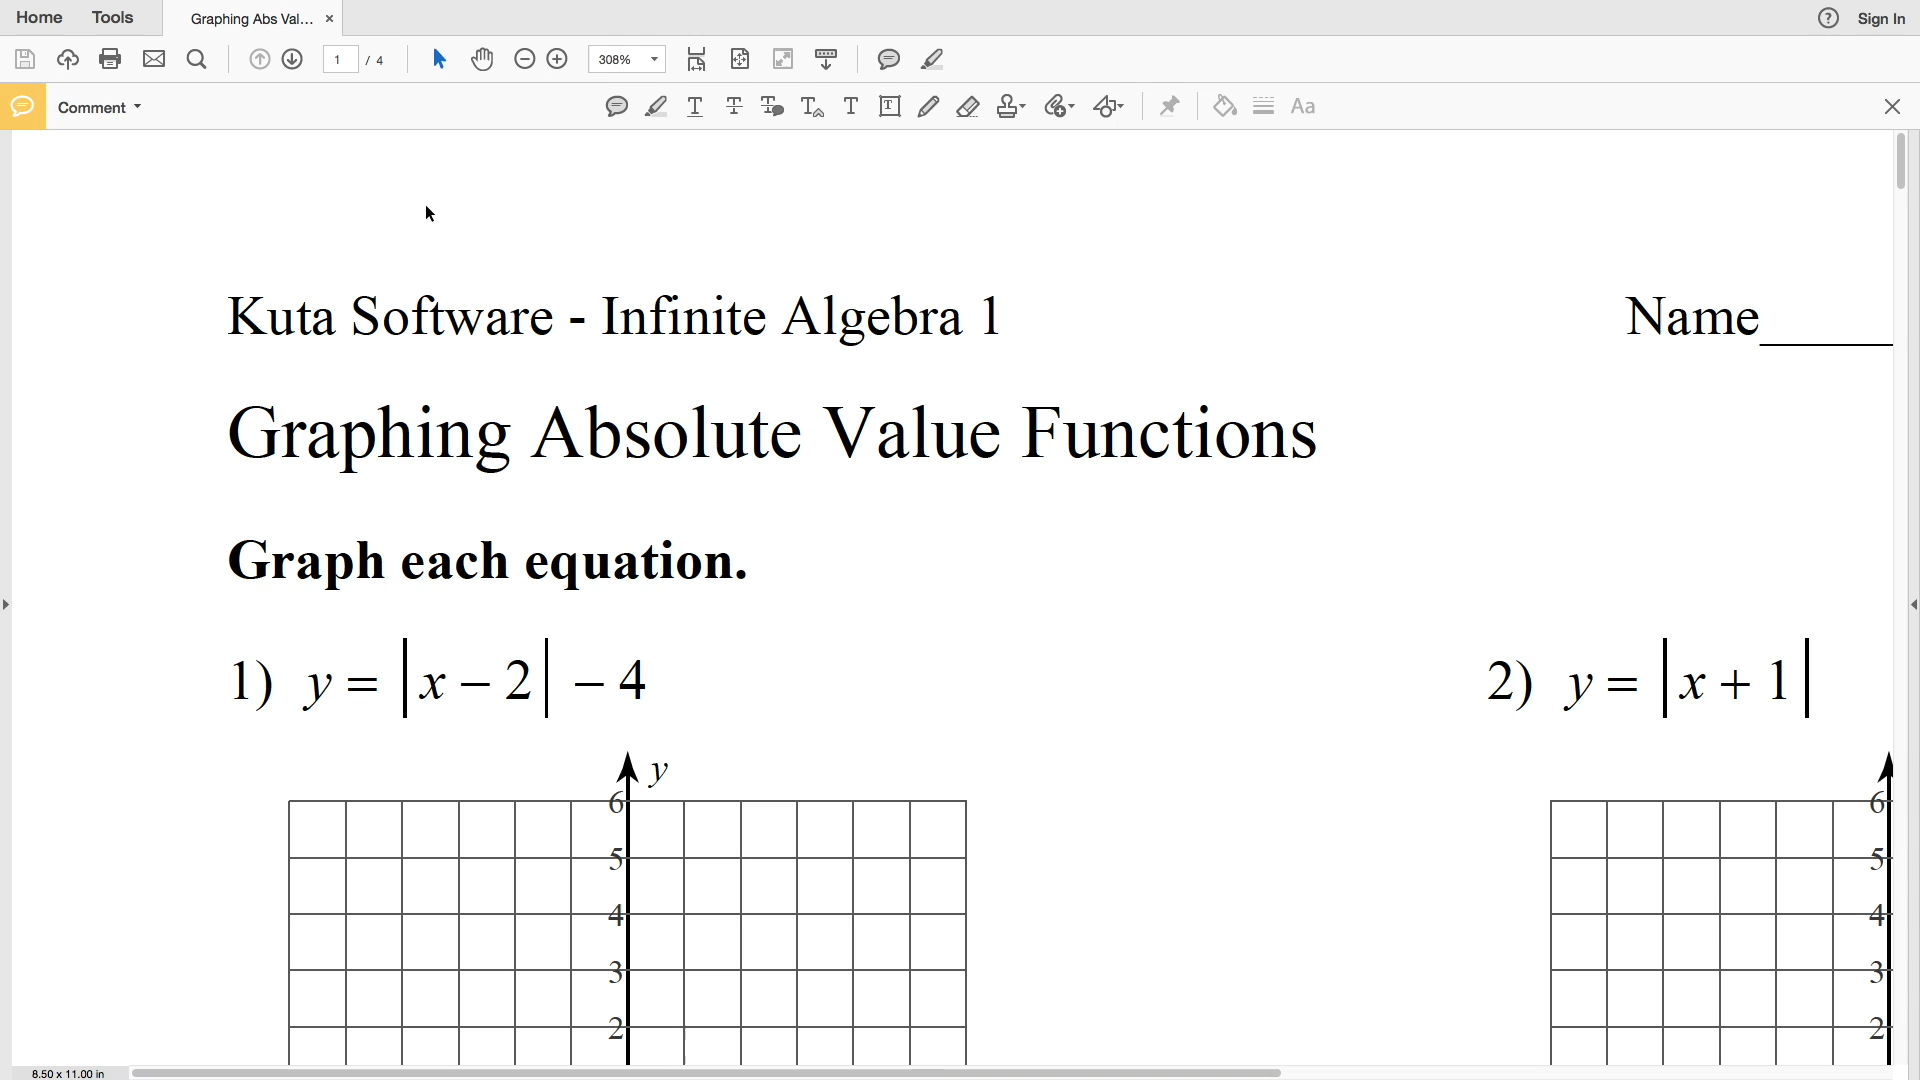 Home Tools Graphing Abs Val... × ? Sign In
1 / 4 308%
Comment Aa
Kuta Software - Infinite Algebra 1 Name______
Graphing Absolute Value Functions
Graph each equation.
1) y = |x − 2| − 4 2) y = |x + 1|
y
6 6
5 5
4 4
3 3
2 2
8.50 x 11.00 in